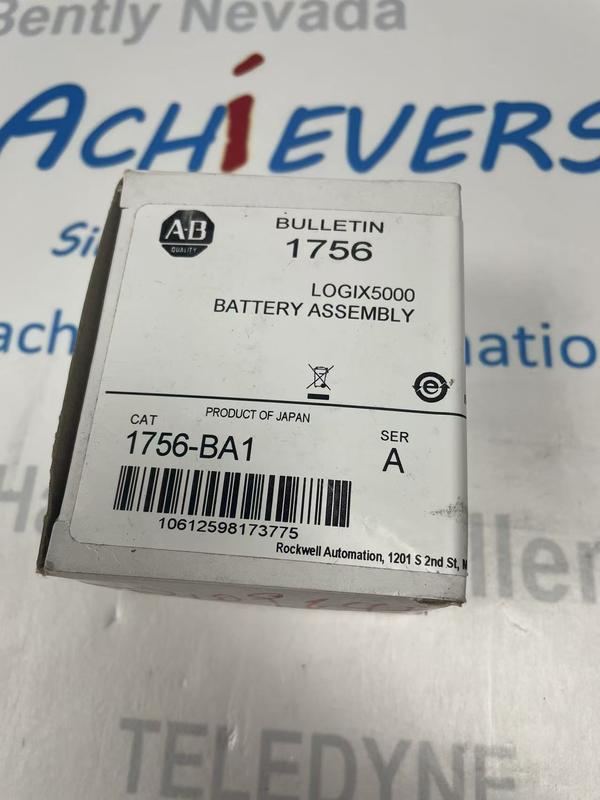 Bently Nevada
ACHiEVERS
A-B
QUALITY
BULLETIN
1756
LOGIX5000
BATTERY ASSEMBLY
PRODUCT OF JAPAN
CAT
1756-BA1
SER
A
10612598173775
Rockwell Automation, 1201 S 2nd St,
TELEDYNE